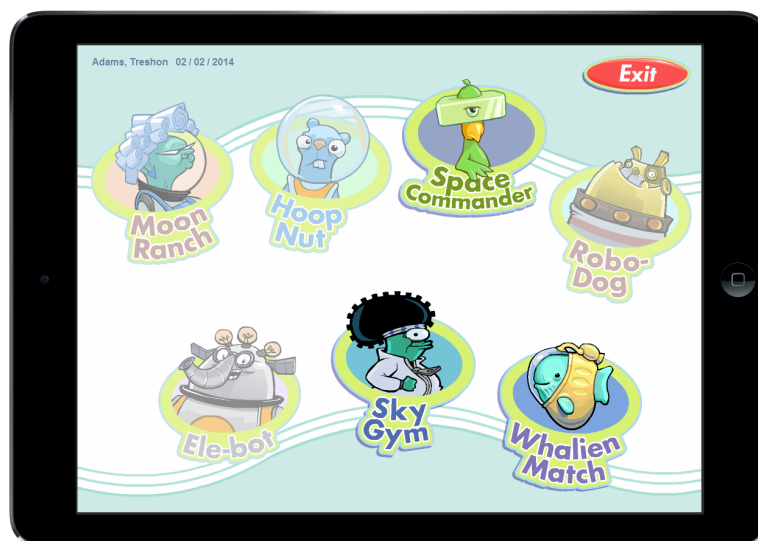 Adams, Treshon 02 / 02 / 2014
Exit
Moon
Ranch
Hoop
Nut
Space
Commander
Robo-
Dog
Ele-bot
Sky
Gym
Whalien
Match